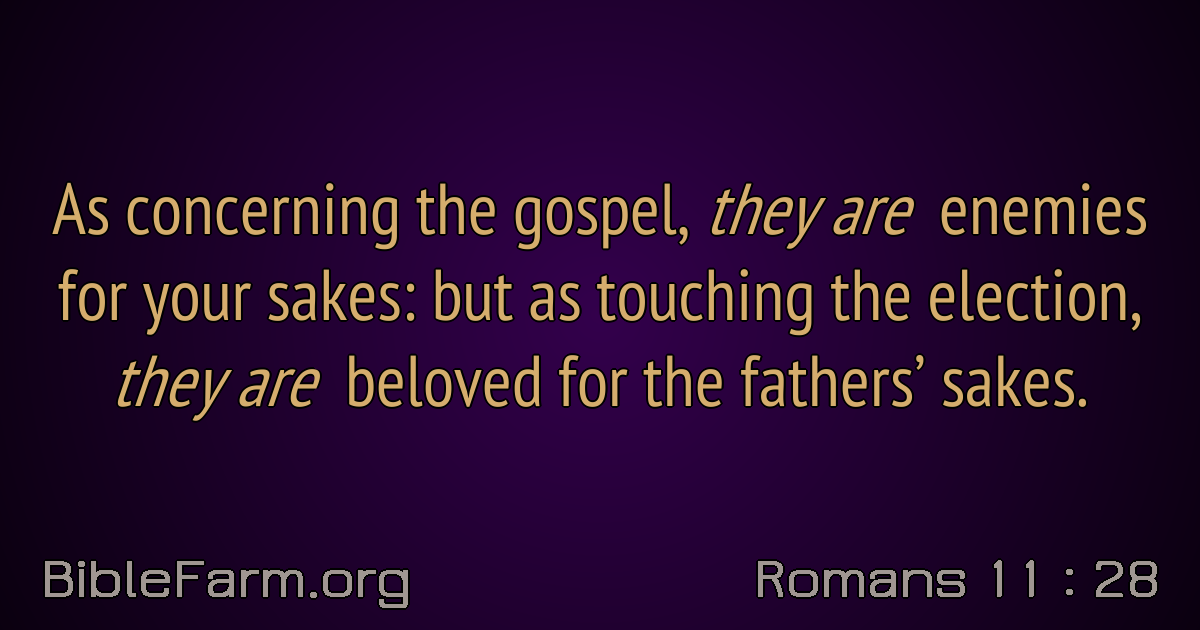 As concerning the gospel, they are enemies
for your sakes: but as touching the election,
they are beloved for the fathers’ sakes.
BibleFarm.org
Romans 11 : 28